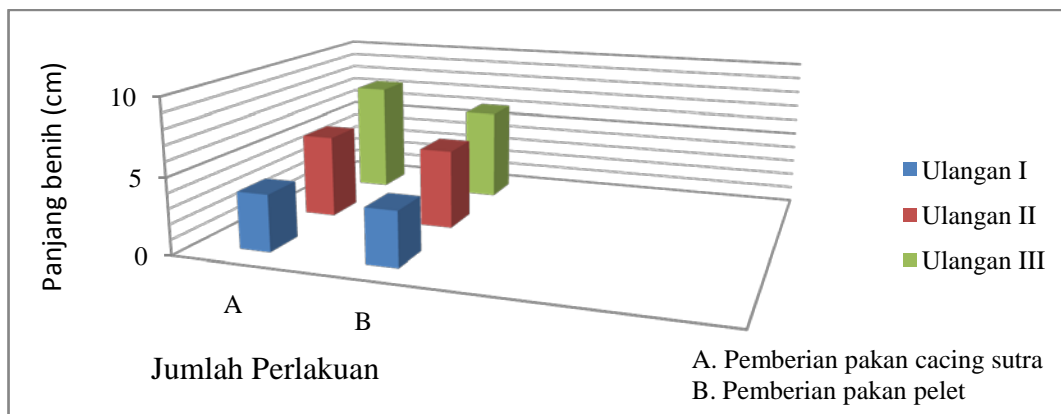 Panjang benih (cm)
10
5
0
A
B
Jumlah Perlakuan
Ulangan I
Ulangan II
Ulangan III
A. Pemberian pakan cacing sutra
B. Pemberian pakan pelet